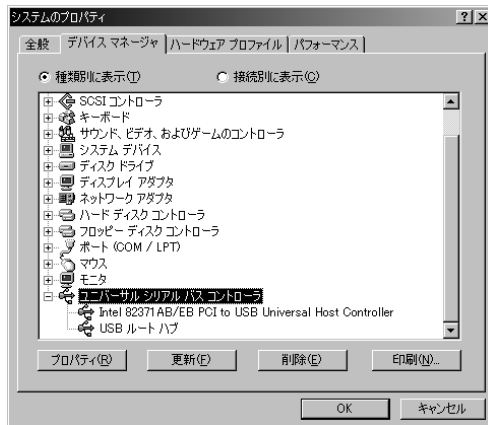 システムのプロパティ
全般 デバイス マネージャ ハードウェア プロファイル パフォーマンス
種類別に表示(T) 接続別に表示(C)
SCSI コントローラ
キーボード
サウンド、ビデオ、およびゲームのコントローラ
システム デバイス
ディスク ドライブ
ディスプレイ アダプタ
ネットワーク アダプタ
ハード ディスク コントローラ
フロッピー ディスク コントローラ
ポート (COM / LPT)
マウス
モニタ
ユニバーサル シリアル バス コントローラ
Intel 82371AB/EB PCI to USB Universal Host Controller
USB ルート ハブ
プロパティ(R) 更新(F) 削除(E) 印刷(N)...
OK キャンセル